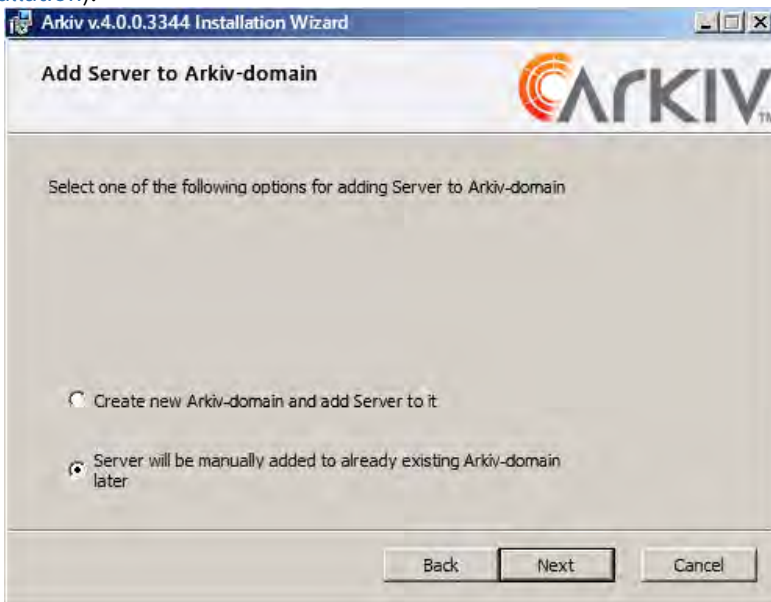 Arkiv v.4.0.0.3344 Installation Wizard
Add Server to Arkiv-domain
ARKIV
TM
Select one of the following options for adding Server to Arkiv-domain
Create new Arkiv-domain and add Server to it
Server will be manually added to already existing Arkiv-domain
later
Back Next Cancel